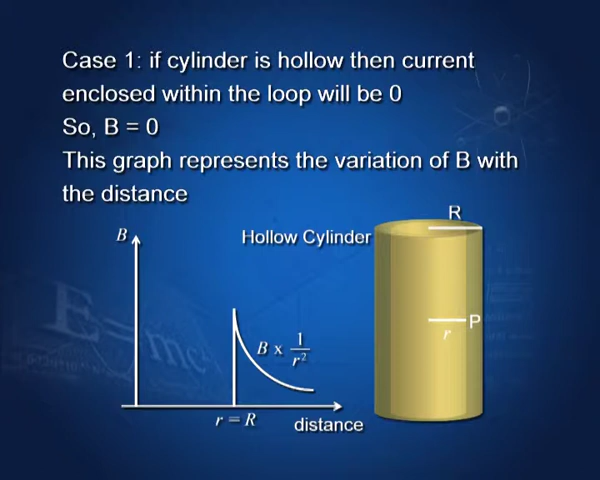 Case 1: if cylinder is hollow then current
enclosed within the loop will be 0
So, B = 0
This graph represents the variation of B with
the distance
R
B
Hollow Cylinder
P
r
B x 1/r²
r = R
distance